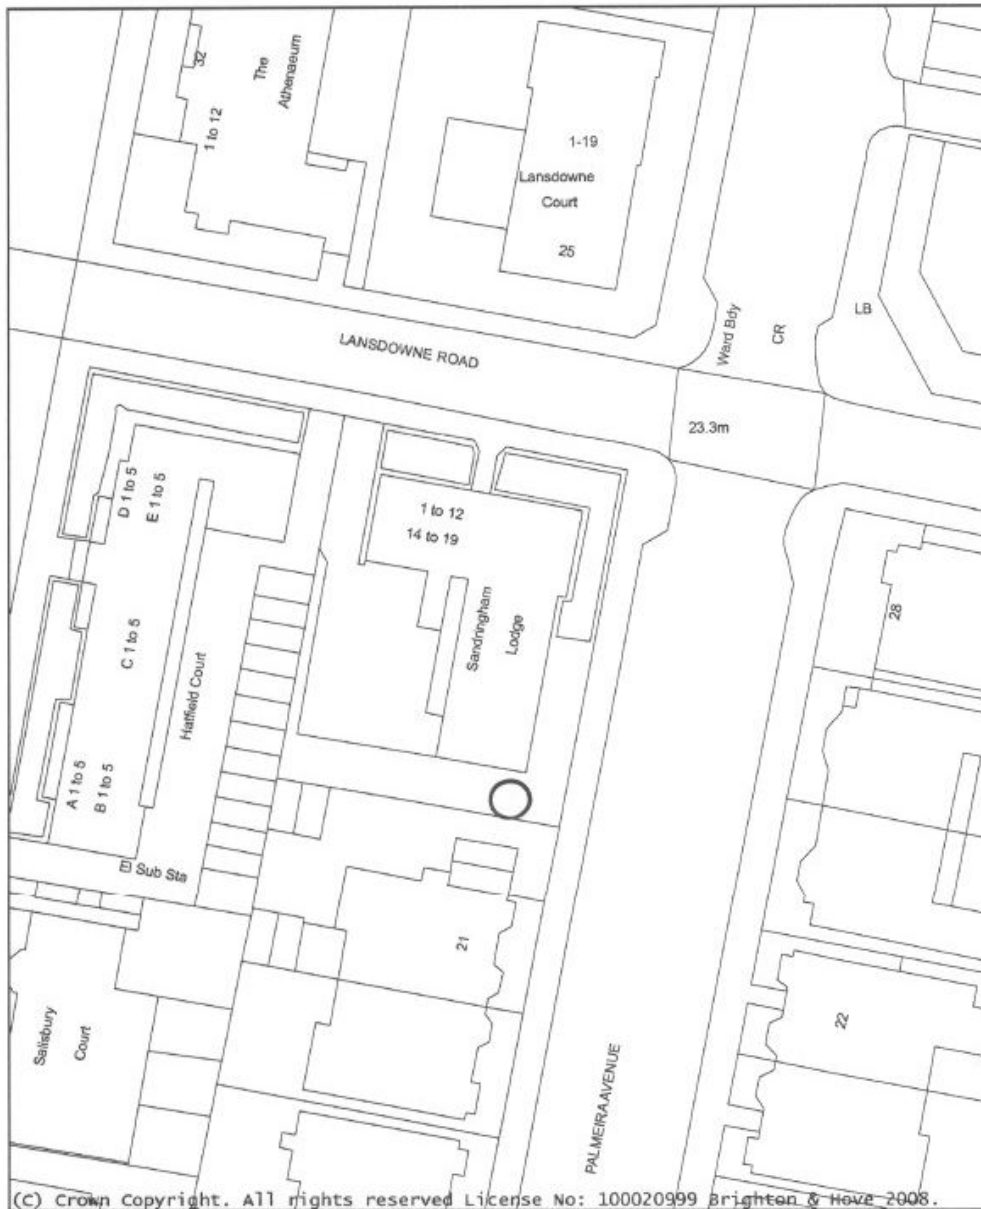 32
The
Athenaeum
1 to 12
1-19
Lansdowne
Court
25
LANSDOWNE ROAD
Ward Bdy
CR
LB
23.3m
D 1 to 5
E 1 to 5
1 to 12
14 to 19
C 1 to 5
Hatfield Court
Sandringham
Lodge
28
A 1 to 5
B 1 to 5
Sub Sta
21
22
Salisbury
Court
PALMEIRA AVENUE
(C) Crown Copyright. All rights reserved License No: 100020999 Brighton & Hove 2008.